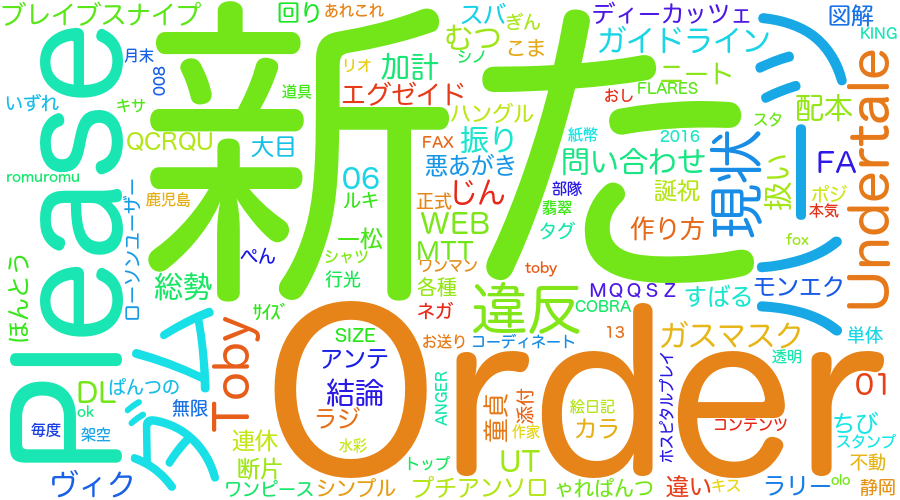 ブレイブスナイプ
回り
あれこれ
スバ
ぎん
ディーカッツェ
図解
KING
Please
月末
800
新た
むつ
こま
シノ
ガイドライン
パーツ
リオ
加計
ニート
いずれ
キサ
道具
エグゼイド
おし
FLARES
配本
Undertale
QCRQU
大目
ハングル
FAX
振り
紙幣
2016
スタ
現状
romuromu
悪あがき
問い合わせ
FA
扱い
06
じん
部隊
誕祝
ポジ
鹿児島
ルキ
正式
翡翠
本気
ローソンユーザー
WEB
タグ
作り方
fox
ほんとう
ぺん
一松
MTT
シャツ
ワンマン
toby
総勢
行光
各種
MQQSZ
すばる
モンエク
サイズ
ネガ
違反
COBRA
Order
ダム
Toby
SIZE
お送り
コーディネート
13
ガスマスク
単体
アンテ
透明
DL
ぱんつの
結論
ANGER
ホスピタルプレイ
01
ok
無限
ラジ
童貞
添付
絵日記
毎度
架空
連休
水彩
作家
カラ
コンテンツ
ちび
スタンプ
断片
トップ
UT
不動
ヴィク
ワンピース
シンプル
プチアンソロ
ゃれぱんつ
違い
キス
ラリー
olo
静岡